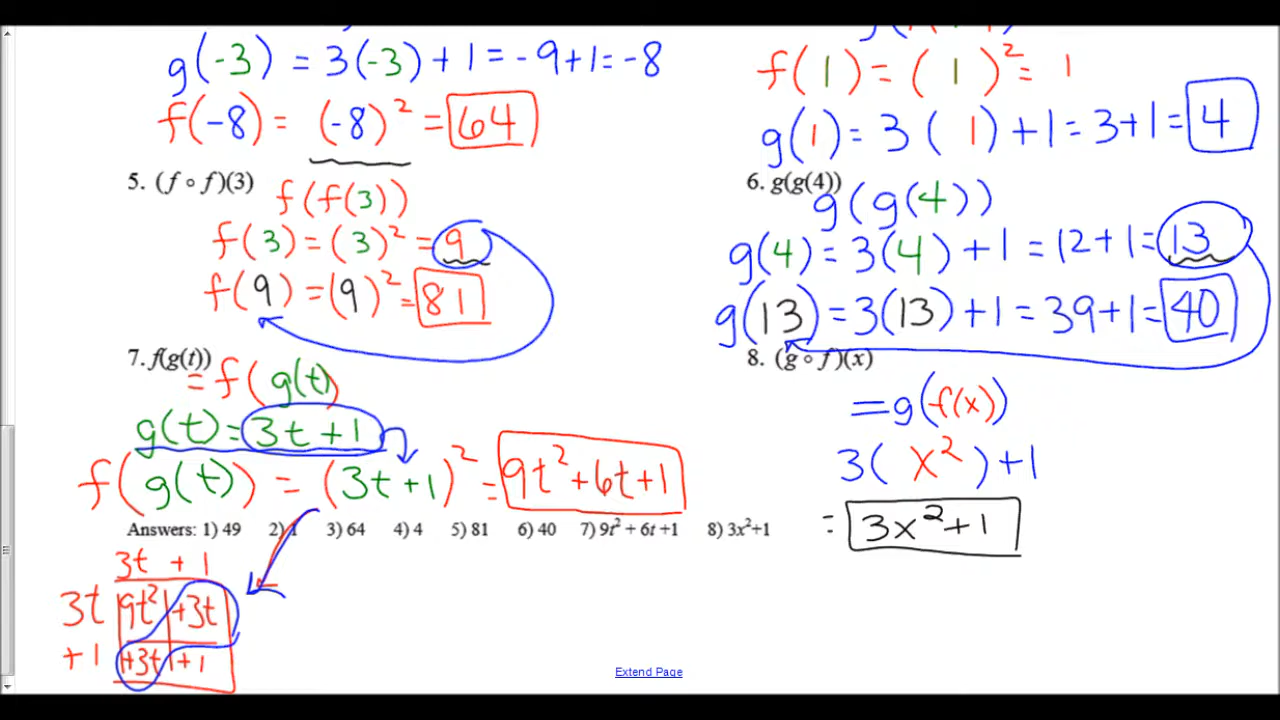 g(-3) = 3(-3)+1 = -9+1 = -8
f(-8) = (-8)² = 64
f(1) = (1)² = 1
g(1) = 3(1)+1 = 3+1 = 4
5. (f ∘ f)(3)
f(f(3))
f(3) = (3)² = 9
f(9) = (9)² = 81
6. g(g(4))
g(g(4))
g(4) = 3(4)+1 = 12+1 = 13
g(13) = 3(13)+1 = 39+1 = 40
7. f(g(t))
= f(g(t))
g(t) = 3t+1
f(g(t)) = (3t+1)² = 9t²+6t+1
8. (g ∘ f)(x)
= g(f(x))
3(x²)+1
= 3x²+1
Answers: 1) 49 2) 1 3) 64 4) 4 5) 81 6) 40 7) 9t² + 6t +1 8) 3x²+1
3t +1
3t 9t² +3t
+1 +3t +1
Extend Page